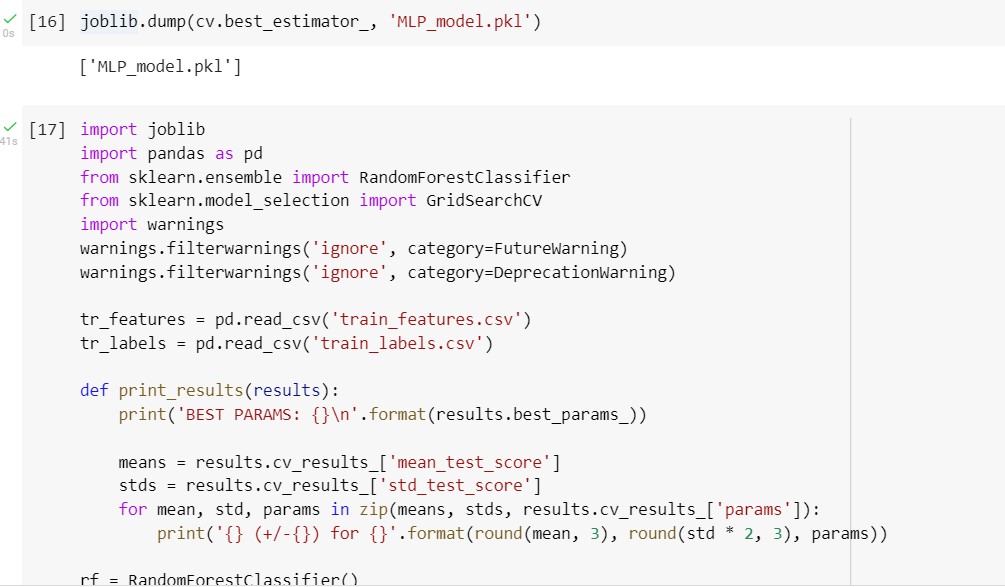 [16] joblib.dump(cv.best_estimator_, 'MLP_model.pkl')
0s
['MLP_model.pkl']
[17] import joblib
41s
import pandas as pd
from sklearn.ensemble import RandomForestClassifier
from sklearn.model_selection import GridSearchCV
import warnings
warnings.filterwarnings('ignore', category=FutureWarning)
warnings.filterwarnings('ignore', category=DeprecationWarning)
tr_features = pd.read_csv('train_features.csv')
tr_labels = pd.read_csv('train_labels.csv')
def print_results(results):
    print('BEST PARAMS: {}\n'.format(results.best_params_))
    means = results.cv_results_['mean_test_score']
    stds = results.cv_results_['std_test_score']
    for mean, std, params in zip(means, stds, results.cv_results_['params']):
        print('{} (+/-{}) for {}'.format(round(mean, 3), round(std * 2, 3), params))
rf = RandomForestClassifier()